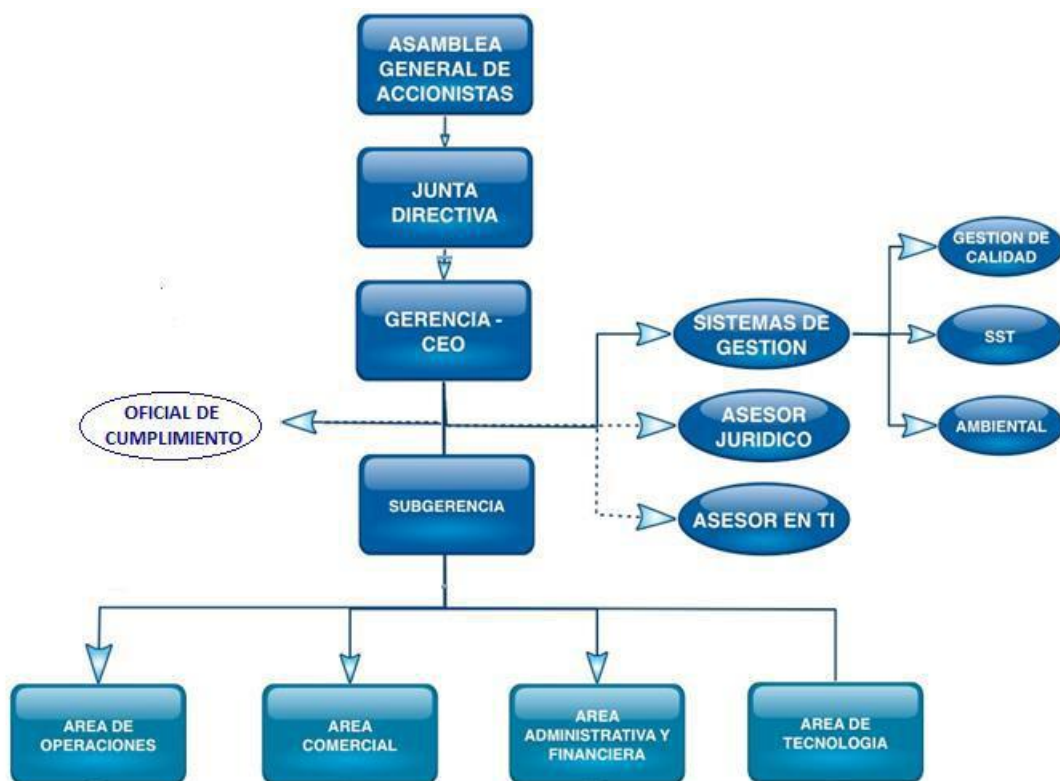 ASAMBLEA
GENERAL DE
ACCIONISTAS
JUNTA
DIRECTIVA
GERENCIA -
CEO
SISTEMAS DE
GESTION
GESTION DE
CALIDAD
SST
AMBIENTAL
OFICIAL DE
CUMPLIMIENTO
ASESOR
JURIDICO
SUBGERENCIA
ASESOR EN TI
AREA DE
OPERACIONES
AREA
COMERCIAL
AREA
ADMINISTRATIVA Y
FINANCIERA
AREA DE
TECNOLOGIA